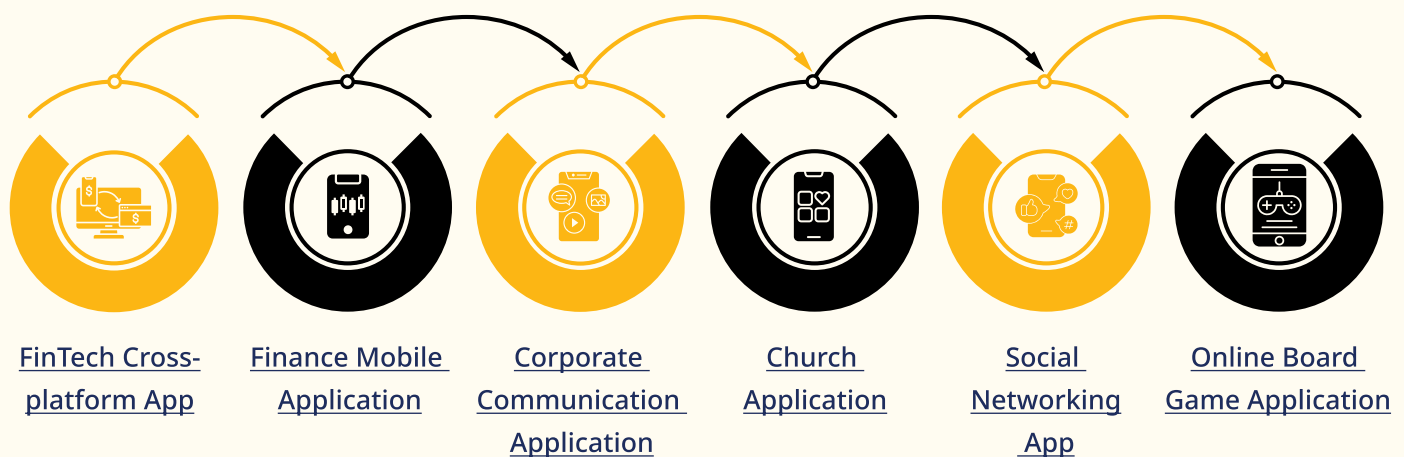 FinTech Cross-
platform App
Finance Mobile
Application
Corporate
Communication
Application
Church
Application
Social
Networking
App
Online Board
Game Application